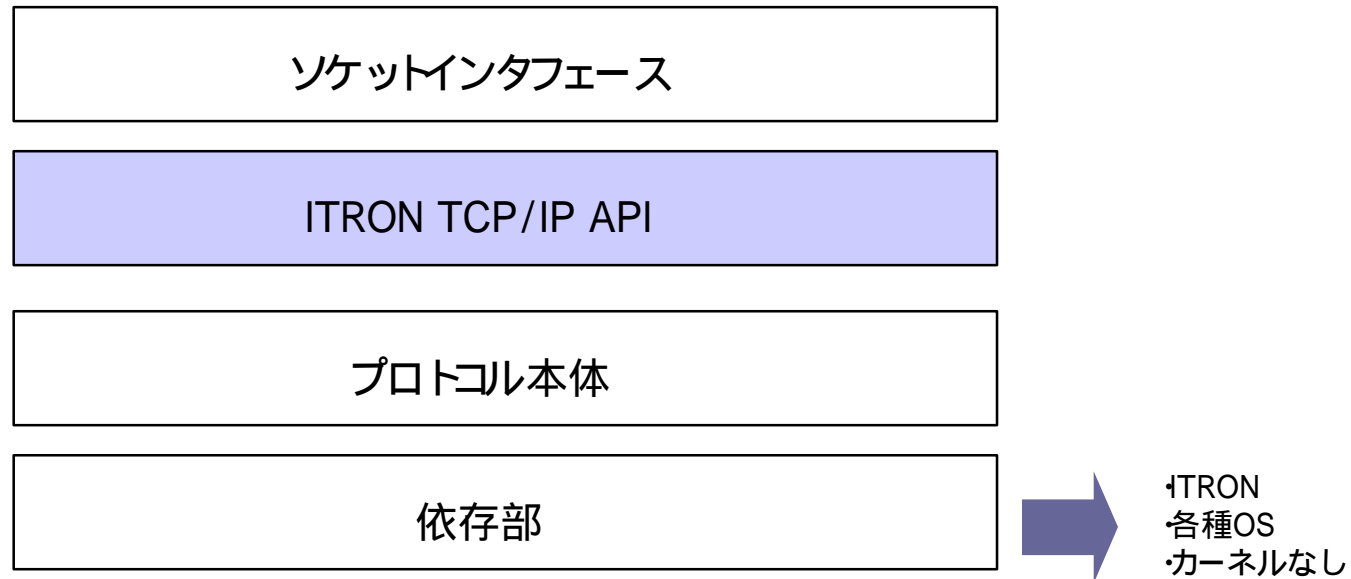 ソケットインタフェース
ITRON TCP/IP API
プロトコル本体
依存部
・ITRON
・各種OS
・カーネルなし